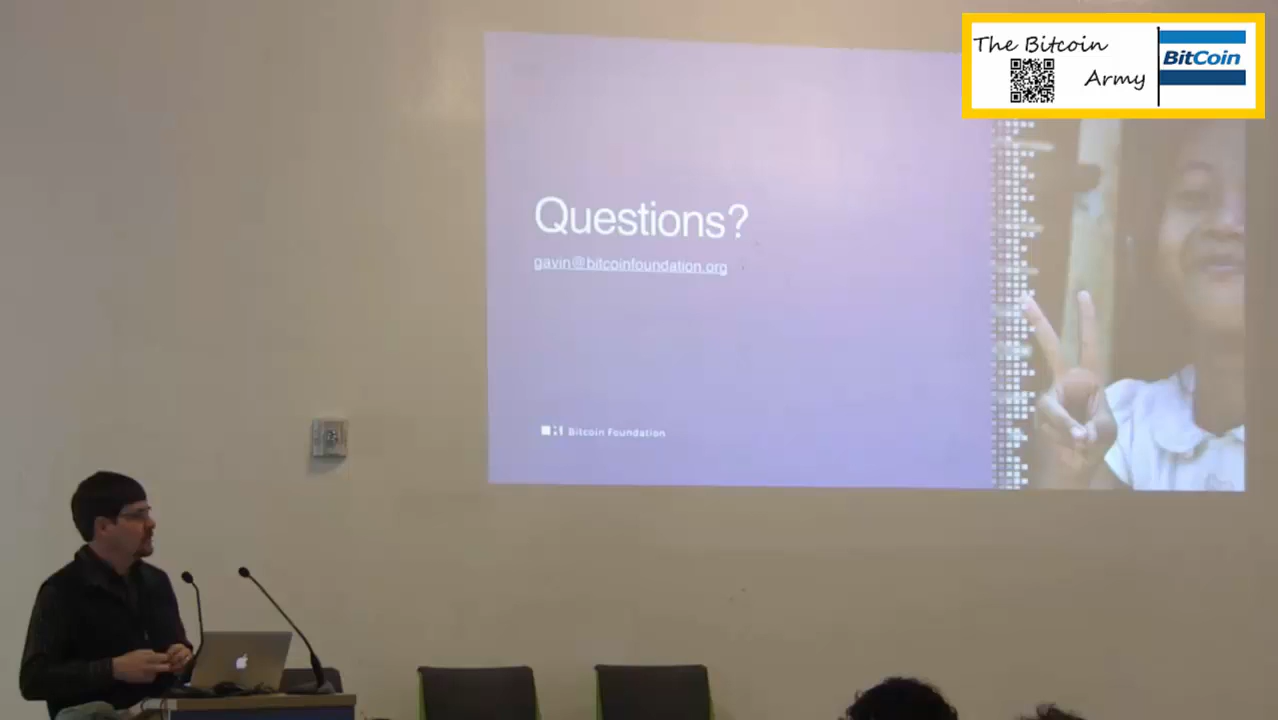 The Bitcoin
Army
BitCoin
Questions?
gavin@bitcoinfoundation.org
Bitcoin Foundation